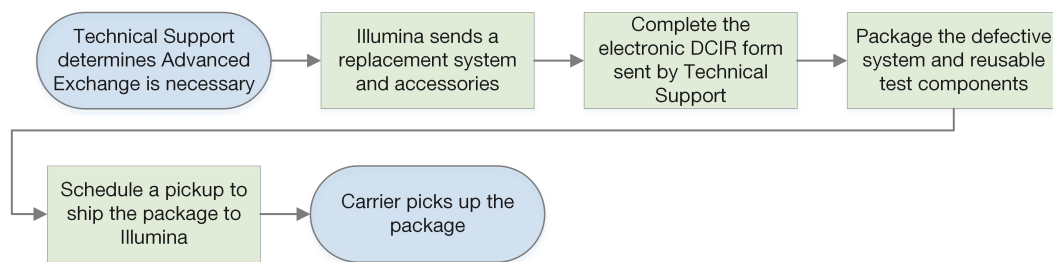 Technical Support
determines Advanced
Exchange is necessary
Illumina sends a
replacement system
and accessories
Complete the
electronic DCIR form
sent by Technical
Support
Package the defective
system and reusable
test components
Schedule a pickup to
ship the package to
Illumina
Carrier picks up the
package